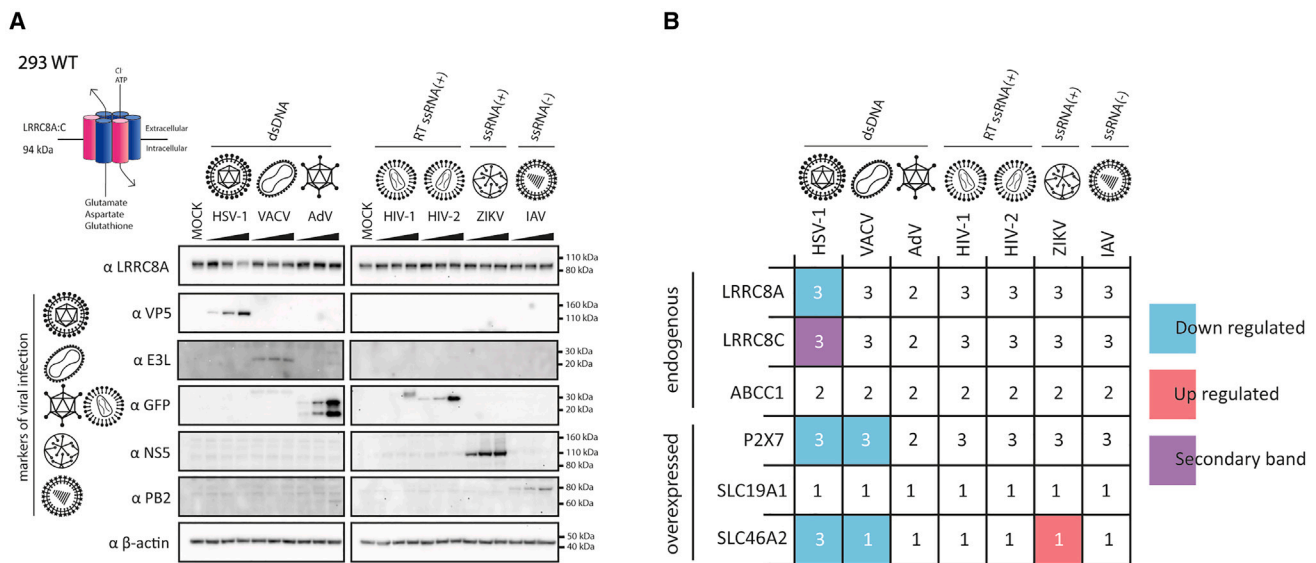 A
293 WT
Cl
ATP
LRRC8A:C
94 kDa
Extracellular
Intracellular
Glutamate
Aspartate
Glutathione
dsDNA
RT ssRNA(+)
ssRNA(+)
ssRNA(-)
MOCK
HSV-1
VACV
AdV
MOCK
HIV-1
HIV-2
ZIKV
IAV
α LRRC8A
110 kDa
80 kDa
markers of viral infection
α VP5
160 kDa
110 kDa
α E3L
30 kDa
20 kDa
α GFP
30 kDa
20 kDa
α NS5
160 kDa
110 kDa
80 kDa
α PB2
80 kDa
60 kDa
α β-actin
50 kDa
40 kDa
B
dsDNA
RT ssRNA(+)
ssRNA(+)
ssRNA(-)
HSV-1
VACV
AdV
HIV-1
HIV-2
ZIKV
IAV
endogenous
LRRC8A 3 3 2 3 3 3 3
LRRC8C 3 3 2 3 3 3 3
ABCC1 2 2 2 2 2 2 2
overexpressed
P2X7 3 3 2 3 3 3 3
SLC19A1 1 1 1 1 1 1 1
SLC46A2 3 1 1 1 1 1 1
Down regulated
Up regulated
Secondary band